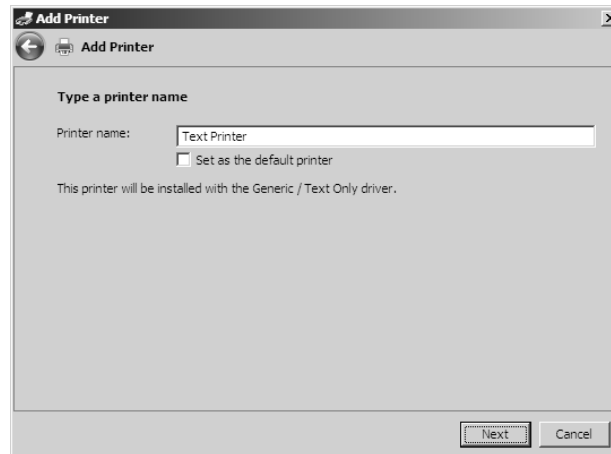 Add Printer
Add Printer
Type a printer name
Printer name: Text Printer
Set as the default printer
This printer will be installed with the Generic / Text Only driver.
Next Cancel